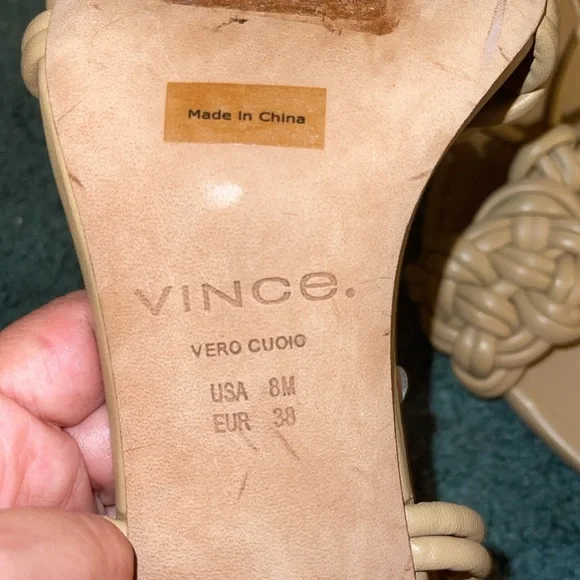 Made In China
VINCe.
VERO CUOIO
USA 8M
EUR 38